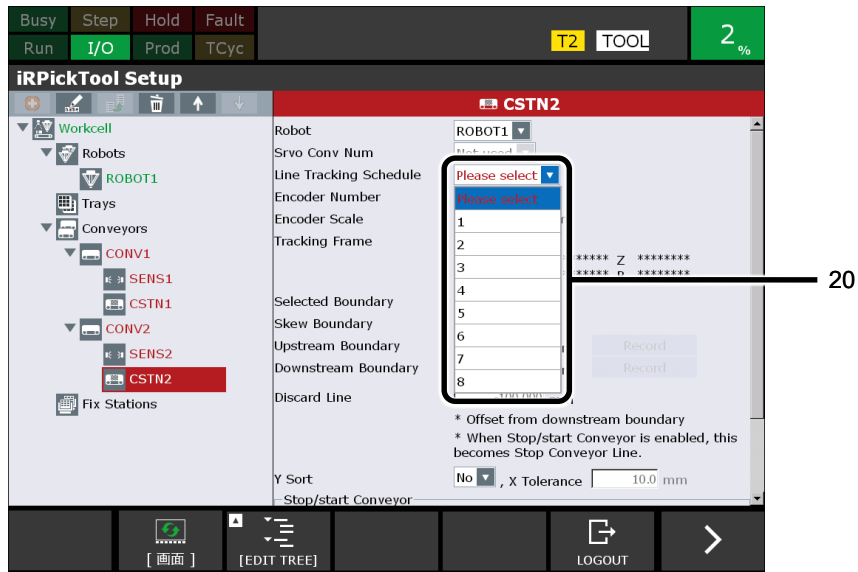 Busy Step Hold Fault
Run I/O Prod TCyc
T2 TOOL
2 %
iRPickTool Setup
CSTN2
Workcell
Robots
ROBOT1
Trays
Conveyors
CONV1
SENS1
CSTN1
CONV2
SENS2
CSTN2
Fix Stations
Robot ROBOT1
Srvo Conv Num Not used
Line Tracking Schedule Please select
Please select
1
2
3
4
5
6
7
8
Encoder Number
Encoder Scale
Tracking Frame
***** Z ********
***** R ********
Selected Boundary
Skew Boundary
Upstream Boundary Record
Downstream Boundary Record
Discard Line -100.000
* Offset from downstream boundary
* When Stop/start Conveyor is enabled, this
becomes Stop Conveyor Line.
Y Sort No , X Tolerance 10.0 mm
Stop/start Conveyor
20
[ 画面 ] [EDIT TREE] LOGOUT